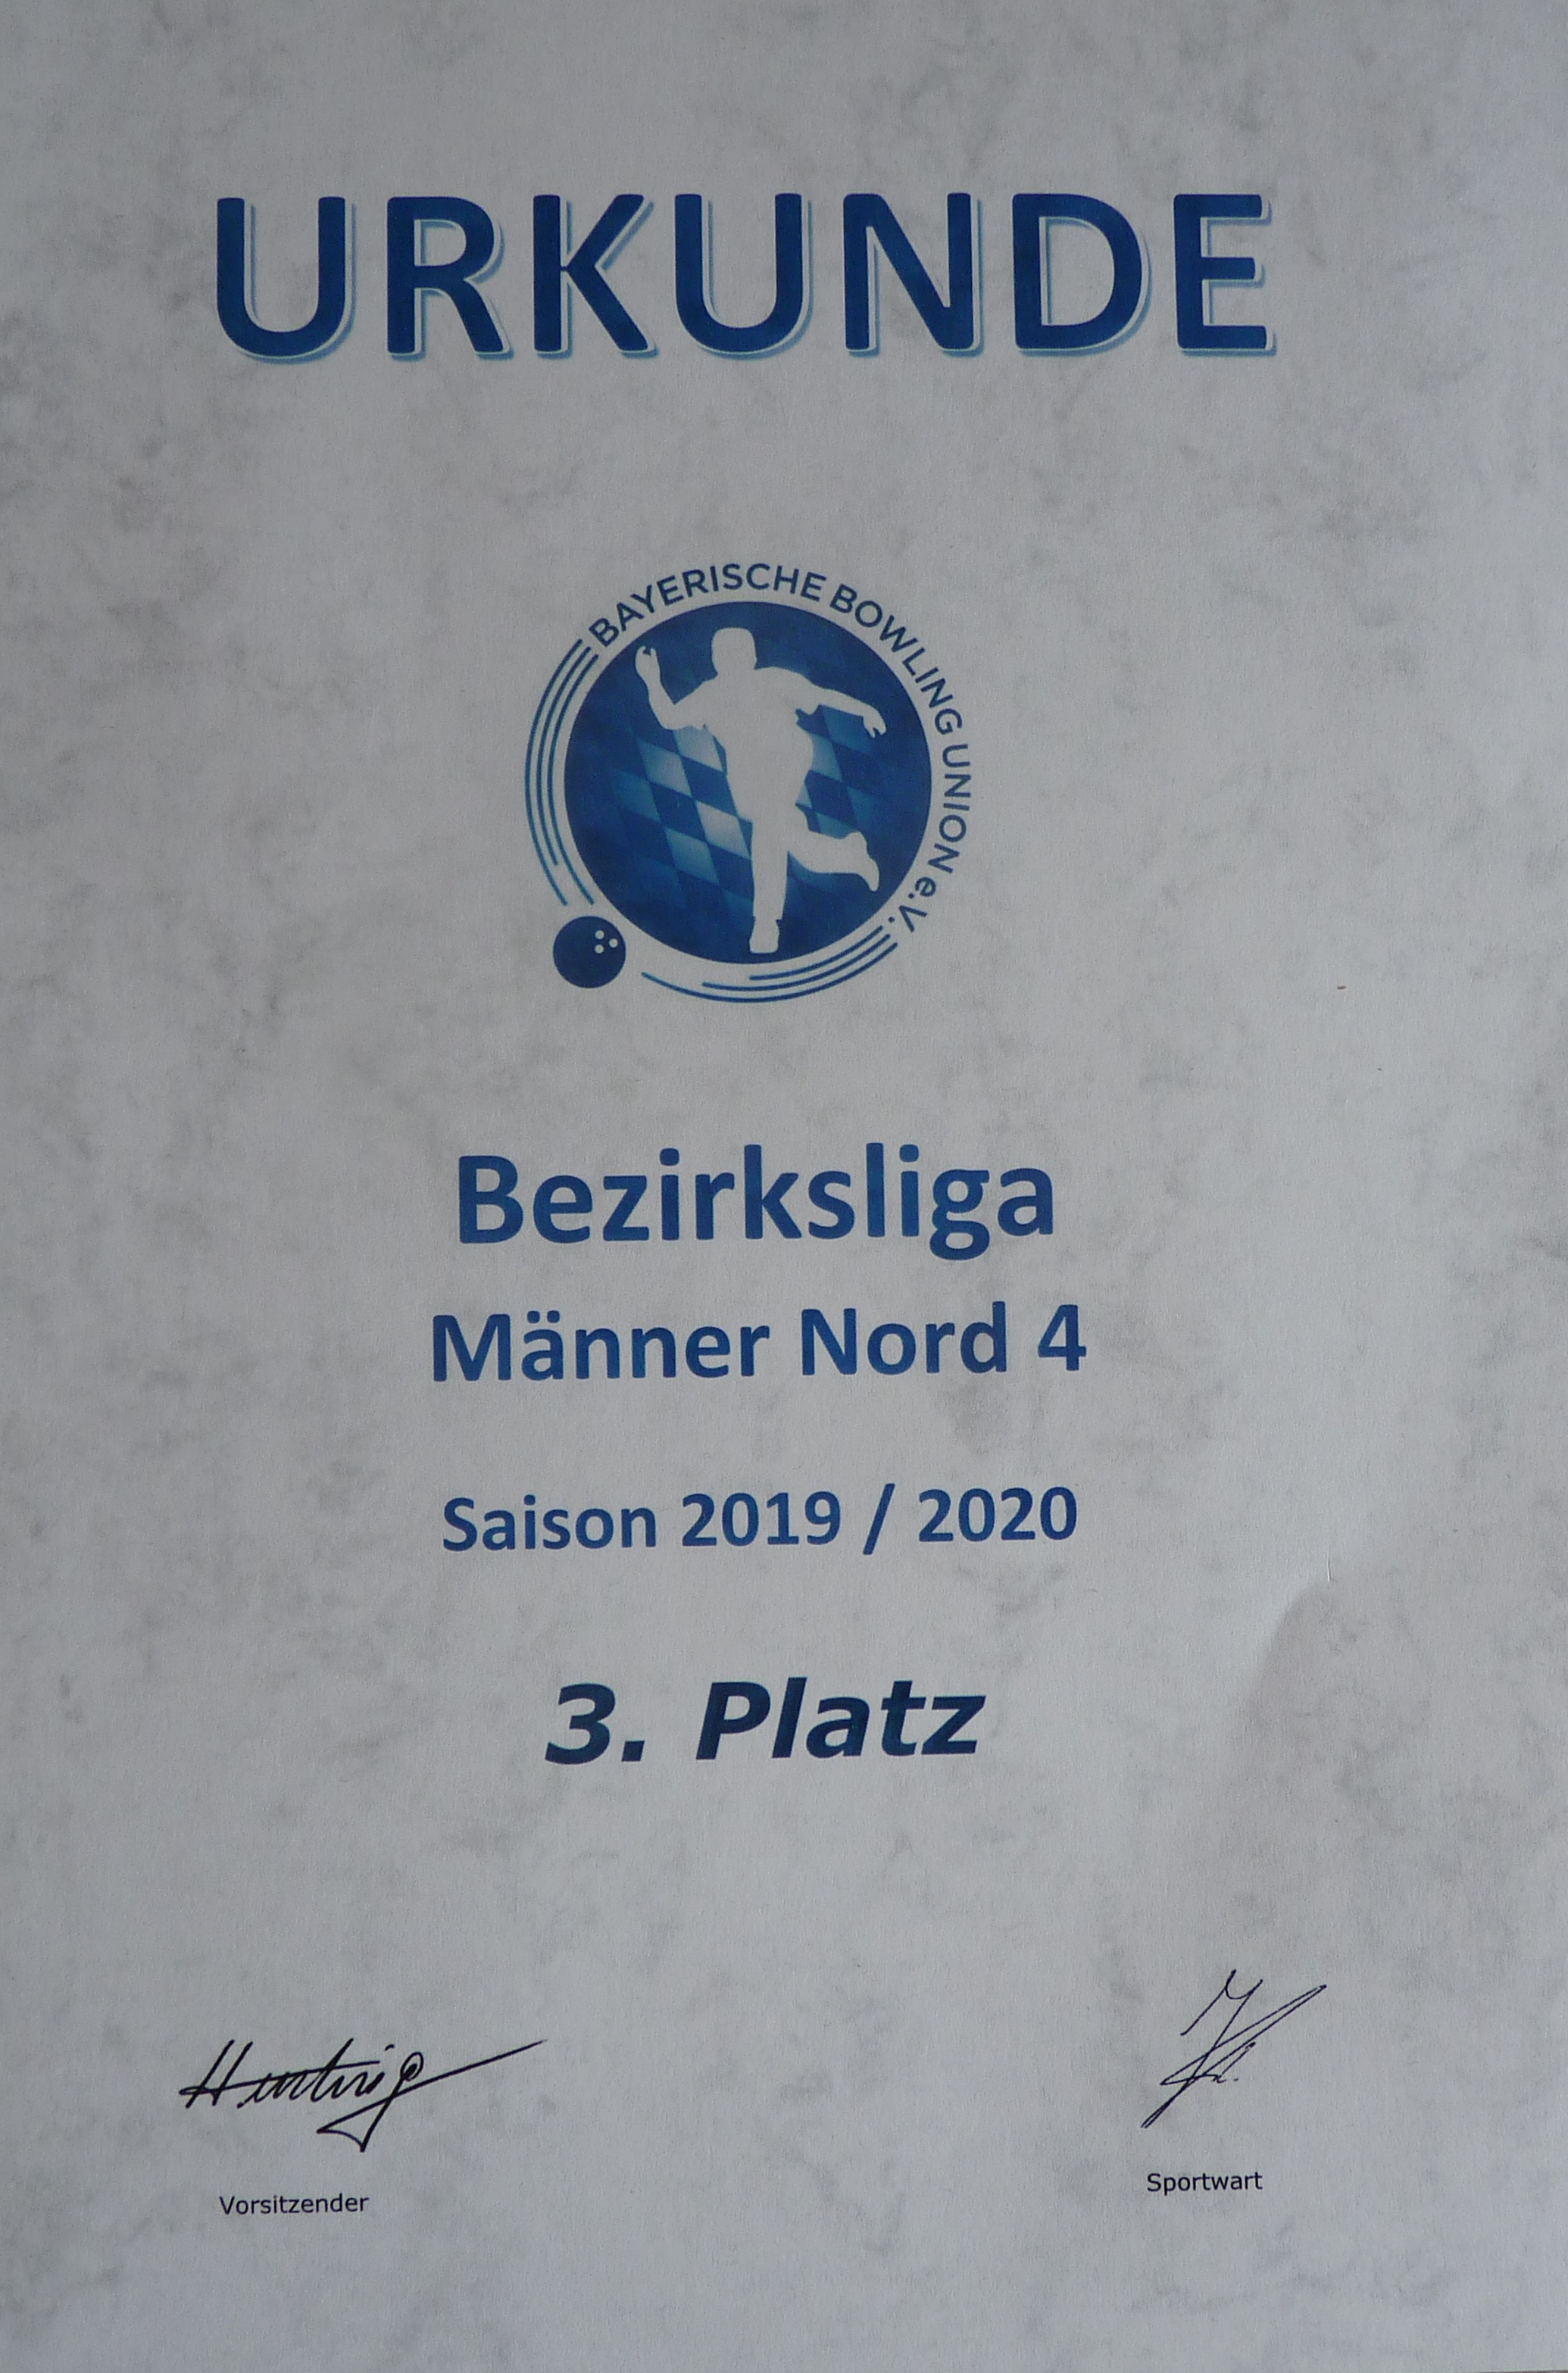 URKUNDE
BAYERISCHE BOWLING UNION e.V.
Bezirksliga
Männer Nord 4
Saison 2019 / 2020
3. Platz
Vorsitzender
Sportwart